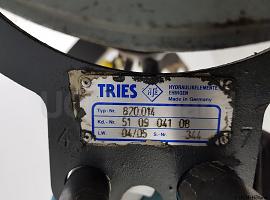 TRIES
HYDRAULIKELEMENTE
EHINGEN
Made in Germany
Typ-Nr. 820.014
Kd.-Nr. 51 09 041 08
LW. 04/05 S.-Nr. 344